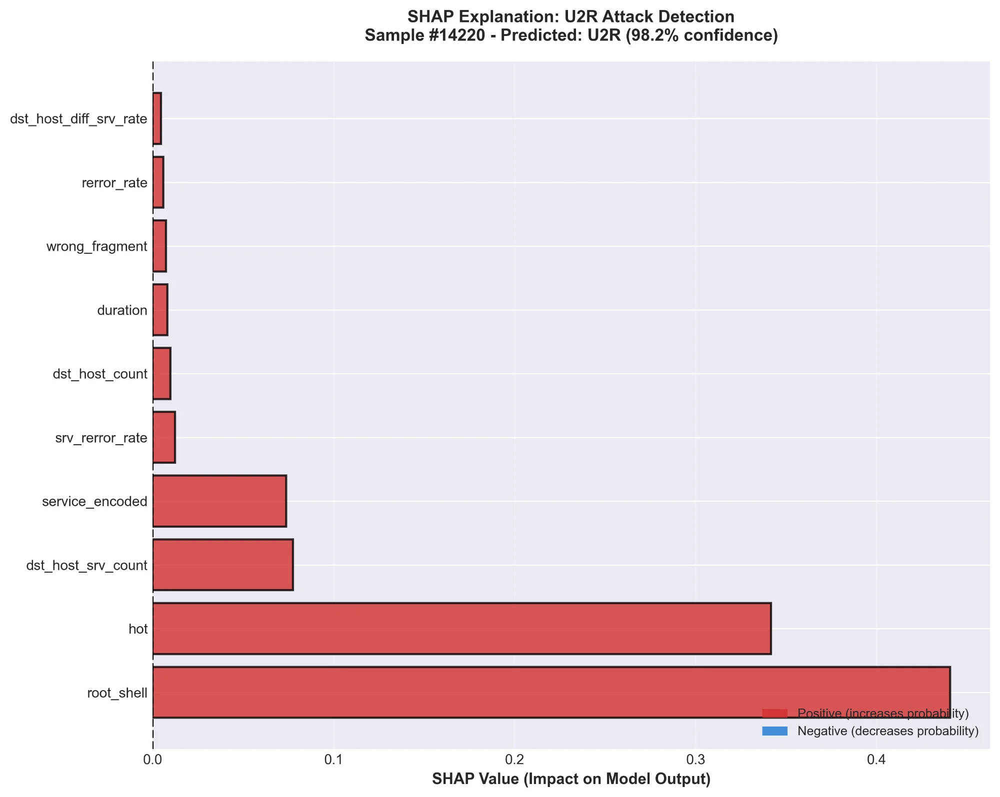 SHAP Explanation: U2R Attack Detection
Sample #14220 - Predicted: U2R (98.2% confidence)
dst_host_diff_srv_rate
rerror_rate
wrong_fragment
duration
dst_host_count
srv_rerror_rate
service_encoded
dst_host_srv_count
hot
root_shell
Positive (increases probability)
Negative (decreases probability)
0.0 0.1 0.2 0.3 0.4
SHAP Value (Impact on Model Output)